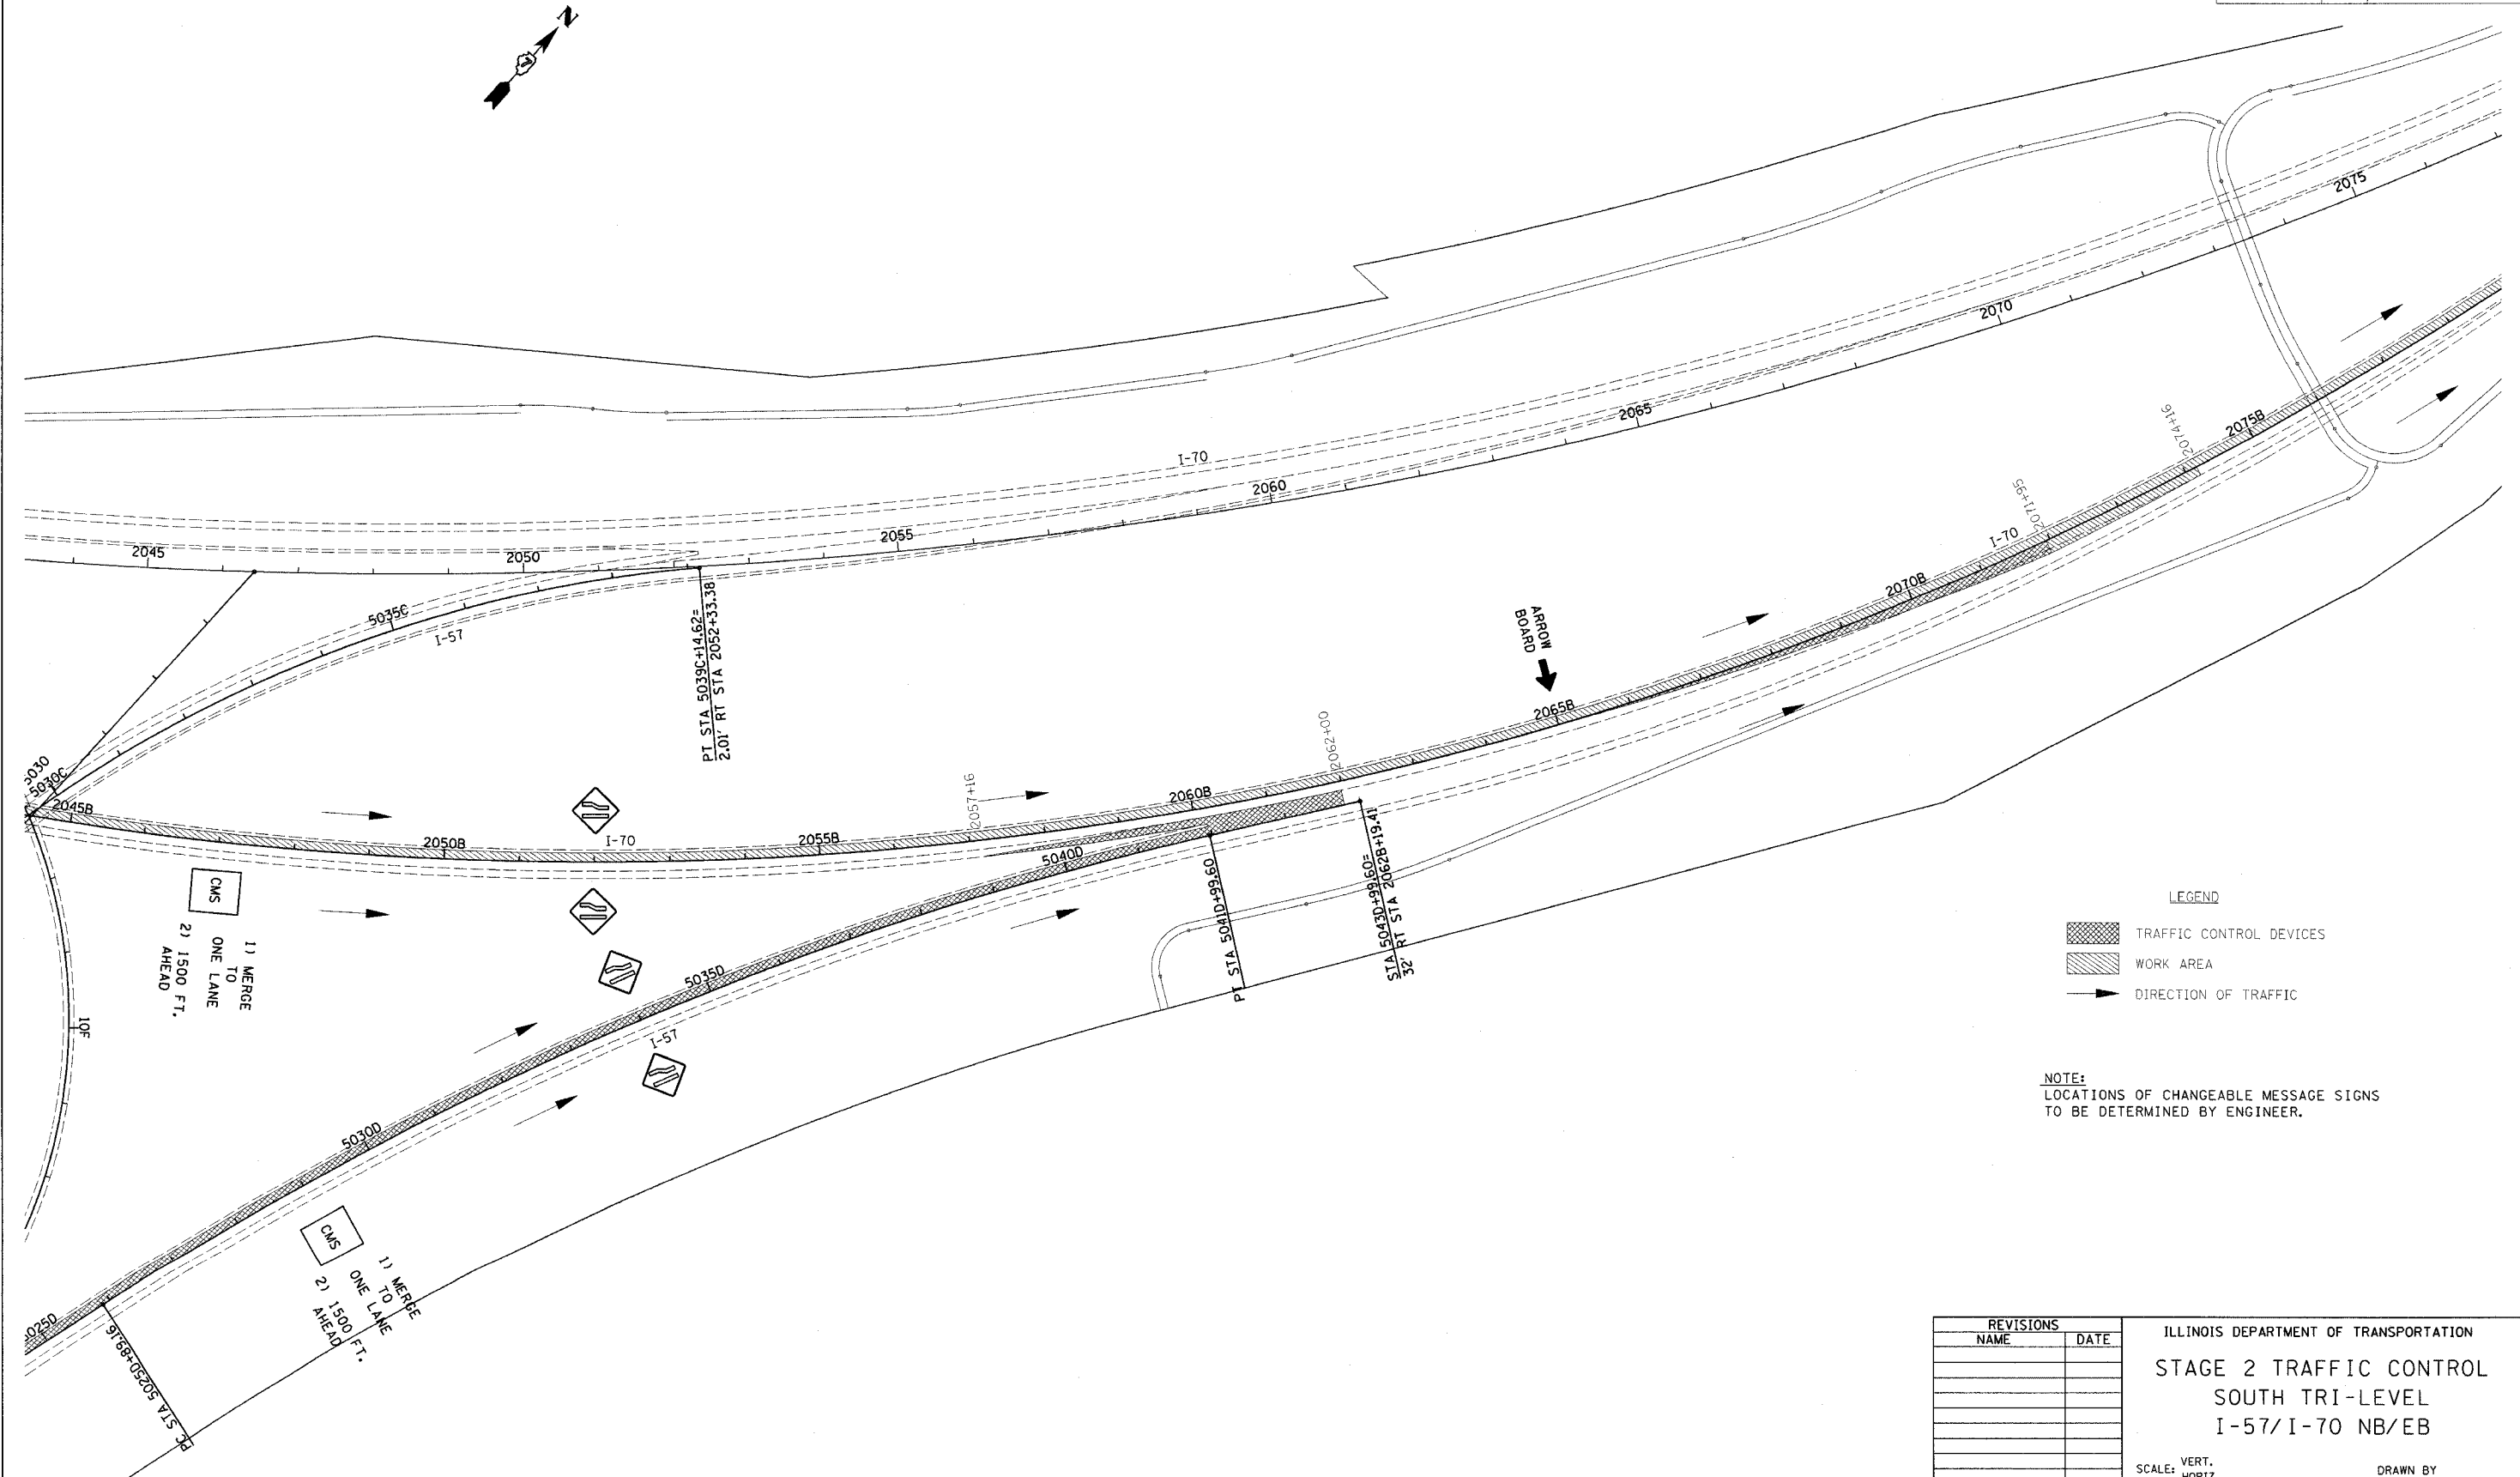 N
2045
2050
2055
2060
2065
2070
2075
I-70
5035C
I-57
PT STA 5039C+14.62=
2.01' RT STA 2052+33.38
5030
5030C
2045B
2050B
I-70
2055B
2057+16
2060B
2062+00
ARROW
BOARD
2065B
2070B
I-70
2071+95
2074+16
2075B
CMS
1) MERGE
TO
ONE LANE
2) 1500 FT.
AHEAD
10F
5040D
5035D
I-57
5030D
PT STA 5041D+99.60
STA 5043D+99.60=
32' RT STA 2062B+19.41
CMS
1) MERGE
TO
ONE LANE
2) 1500 FT.
AHEAD
5025D
PC STA 5025D+89.16
LEGEND
TRAFFIC CONTROL DEVICES
WORK AREA
DIRECTION OF TRAFFIC
NOTE:
LOCATIONS OF CHANGEABLE MESSAGE SIGNS
TO BE DETERMINED BY ENGINEER.
REVISIONS
NAME DATE
ILLINOIS DEPARTMENT OF TRANSPORTATION
STAGE 2 TRAFFIC CONTROL
SOUTH TRI-LEVEL
I-57/I-70 NB/EB
SCALE: VERT.
HORIZ.
DRAWN BY